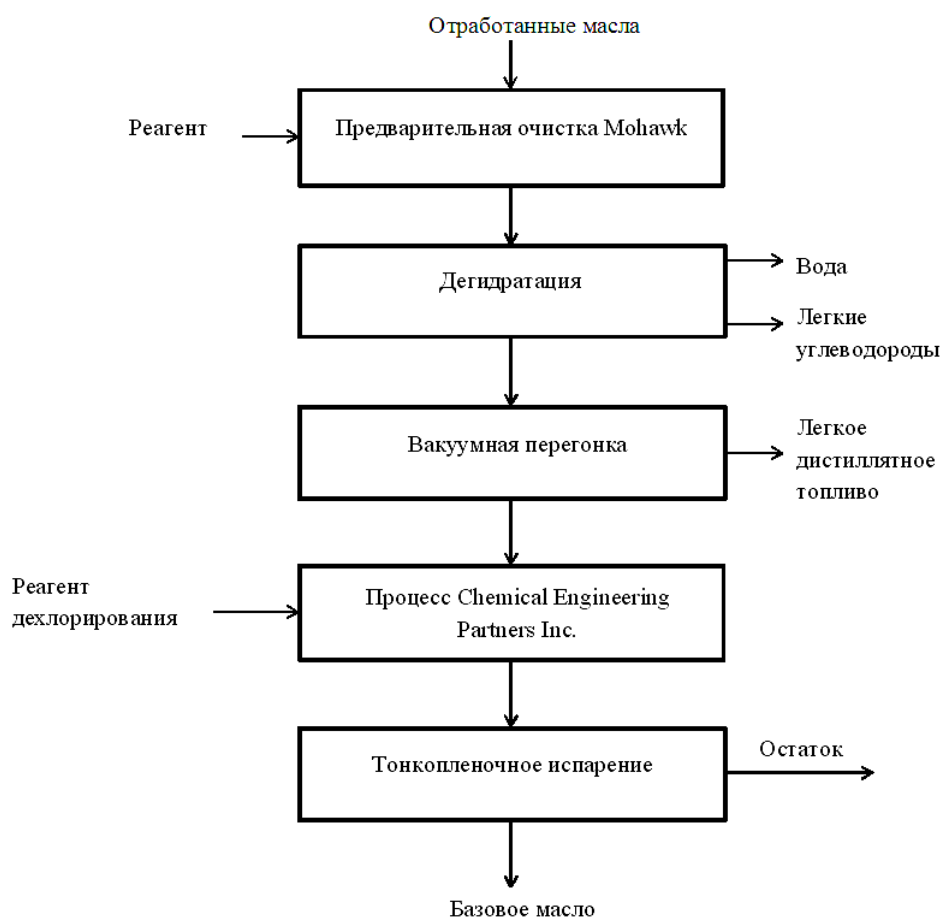 Отработанные масла
Реагент
Предварительная очистка Mohawk
Дегидратация
Вода
Легкие
углеводороды
Вакуумная перегонка
Легкое
дистиллятное
топливо
Реагент
дехлорирования
Процесс Chemical Engineering
Partners Inc.
Тонкопленочное испарение
Остаток
Базовое масло